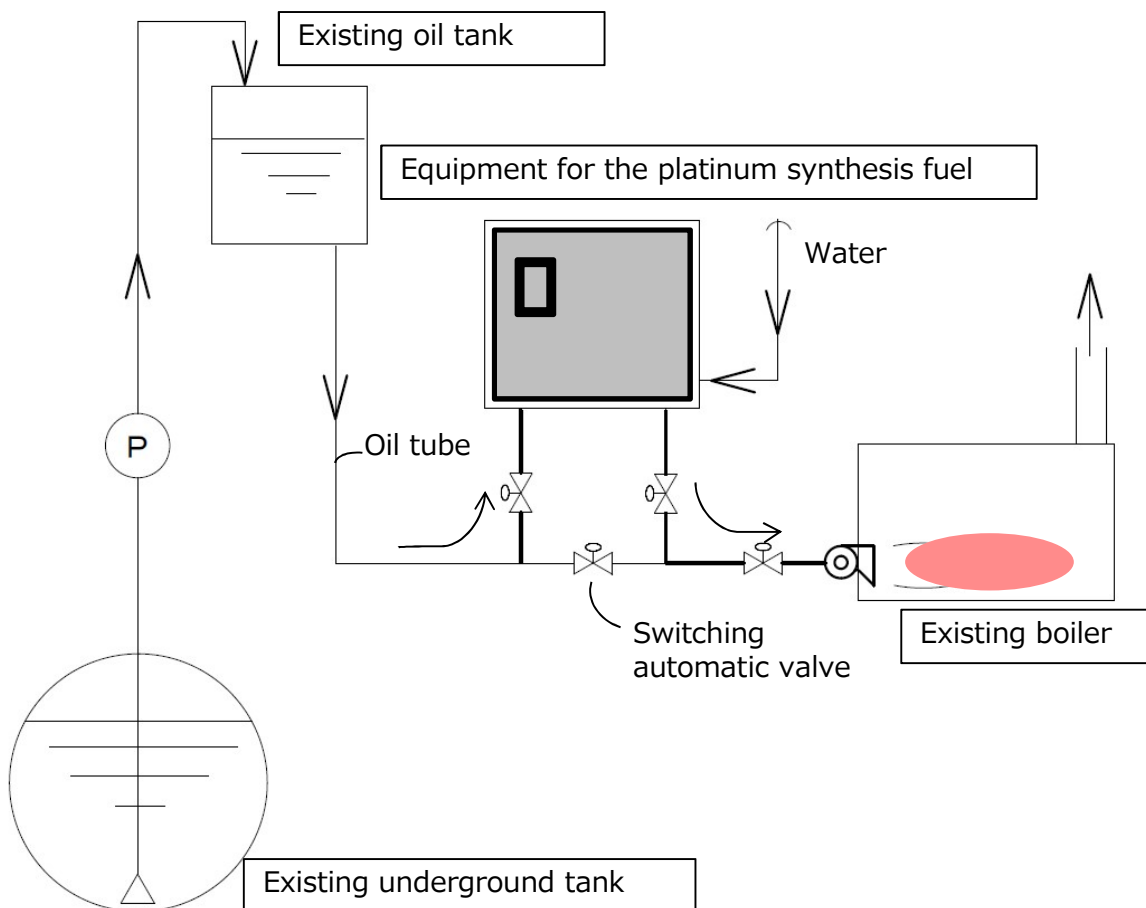 Existing oil tank
Equipment for the platinum synthesis fuel
Water
P
Oil tube
Switching
automatic valve
Existing boiler
Existing underground tank